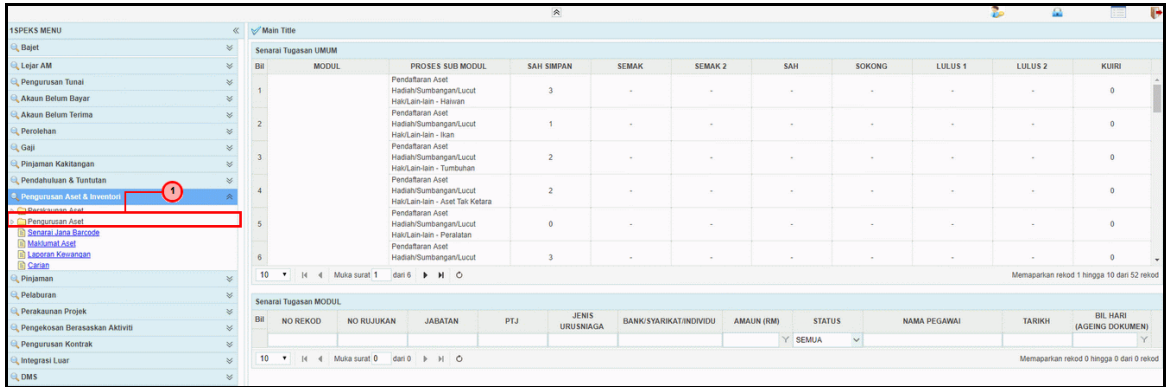 1SPEKS MENU
Main Title
Bajet
Lejar AM
Pengurusan Tunai
Akaun Belum Bayar
Akaun Belum Terima
Perolehan
Gaji
Pinjaman Kakitangan
Pendahuluan & Tuntutan
Pengurusan Aset & Inventori
1
Perakaunan Aset
Pengurusan Aset
Senarai Jana Barcode
Maklumat Aset
Laporan Kewangan
Carian
Pinjaman
Pelaburan
Perakaunan Projek
Pengekosan Berasaskan Aktiviti
Pengurusan Kontrak
Integrasi Luar
DMS
Senarai Tugasan UMUM
Bil MODUL PROSES SUB MODUL SAH SIMPAN SEMAK SEMAK 2 SAH SOKONG LULUS 1 LULUS 2 KUIRI
Pendaftaran Aset
1 Hadiah/Sumbangan/Lucut 3 - - - - - - 0
Hak/Lain-lain - Haiwan
Pendaftaran Aset
2 Hadiah/Sumbangan/Lucut 1 - - - - - - 0
Hak/Lain-lain - Ikan
Pendaftaran Aset
3 Hadiah/Sumbangan/Lucut 2 - - - - - - 0
Hak/Lain-lain - Tumbuhan
Pendaftaran Aset
4 Hadiah/Sumbangan/Lucut 2 - - - - - - 0
Hak/Lain-lain - Aset Tak Ketara
Pendaftaran Aset
5 Hadiah/Sumbangan/Lucut 0 - - - - - - 0
Hak/Lain-lain - Peralatan
Pendaftaran Aset
6 Hadiah/Sumbangan/Lucut 3 - - - - - - 0
10 Muka surat 1 dari 6 Memaparkan rekod 1 hingga 10 dari 52 rekod
Senarai Tugasan MODUL
Bil NO REKOD NO RUJUKAN JABATAN PTJ JENIS URUSNIAGA BANK/SYARIKAT/INDIVIDU AMAUN (RM) STATUS NAMA PEGAWAI TARIKH BIL HARI (AGEING DOKUMEN)
SEMUA
10 Muka surat 0 dari 0 Memaparkan rekod 0 hingga 0 dari 0 rekod